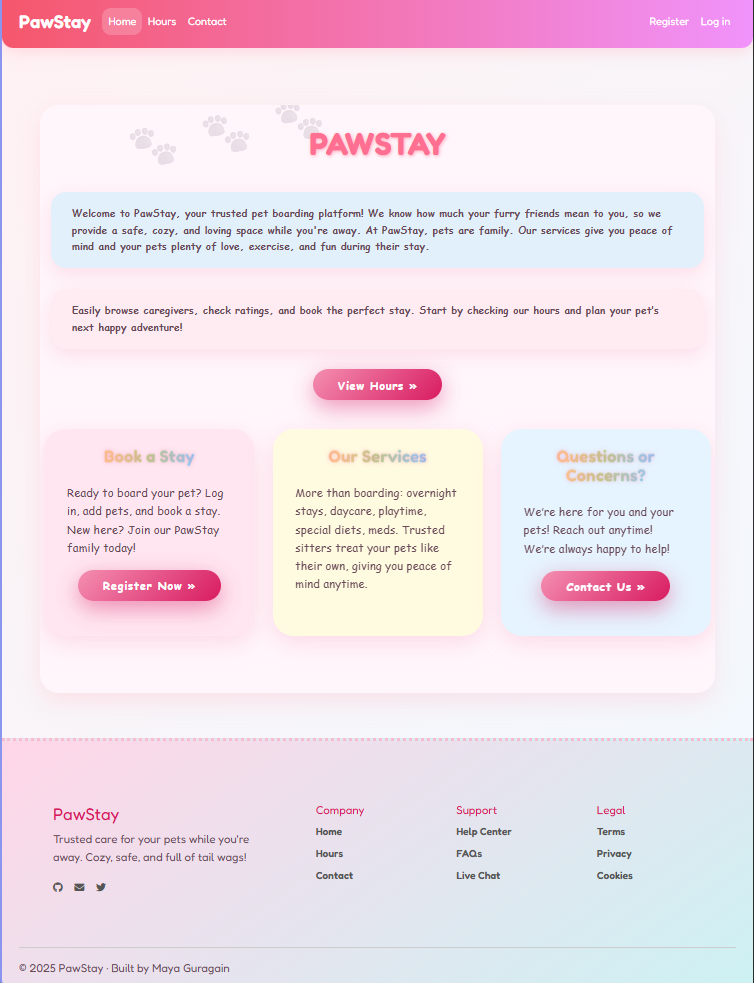 PawStay Home Hours Contact Register Log in
PAWSTAY
Welcome to PawStay, your trusted pet boarding platform! We know how much your furry friends mean to you, so we
provide a safe, cozy, and loving space while you're away. At PawStay, pets are family. Our services give you peace of
mind and your pets plenty of love, exercise, and fun during their stay.
Easily browse caregivers, check ratings, and book the perfect stay. Start by checking our hours and plan your pet's
next happy adventure!
View Hours »
Book a Stay
Ready to board your pet? Log
in, add pets, and book a stay.
New here? Join our PawStay
family today!
Register Now »
Our Services
More than boarding: overnight
stays, daycare, playtime,
special diets, meds. Trusted
sitters treat your pets like
their own, giving you peace of
mind anytime.
Questions or
Concerns?
We're here for you and your
pets! Reach out anytime!
We're always happy to help!
Contact Us »
PawStay
Trusted care for your pets while you're
away. Cozy, safe, and full of tail wags!
Company
Home
Hours
Contact
Support
Help Center
FAQs
Live Chat
Legal
Terms
Privacy
Cookies
© 2025 PawStay · Built by Maya Guragain